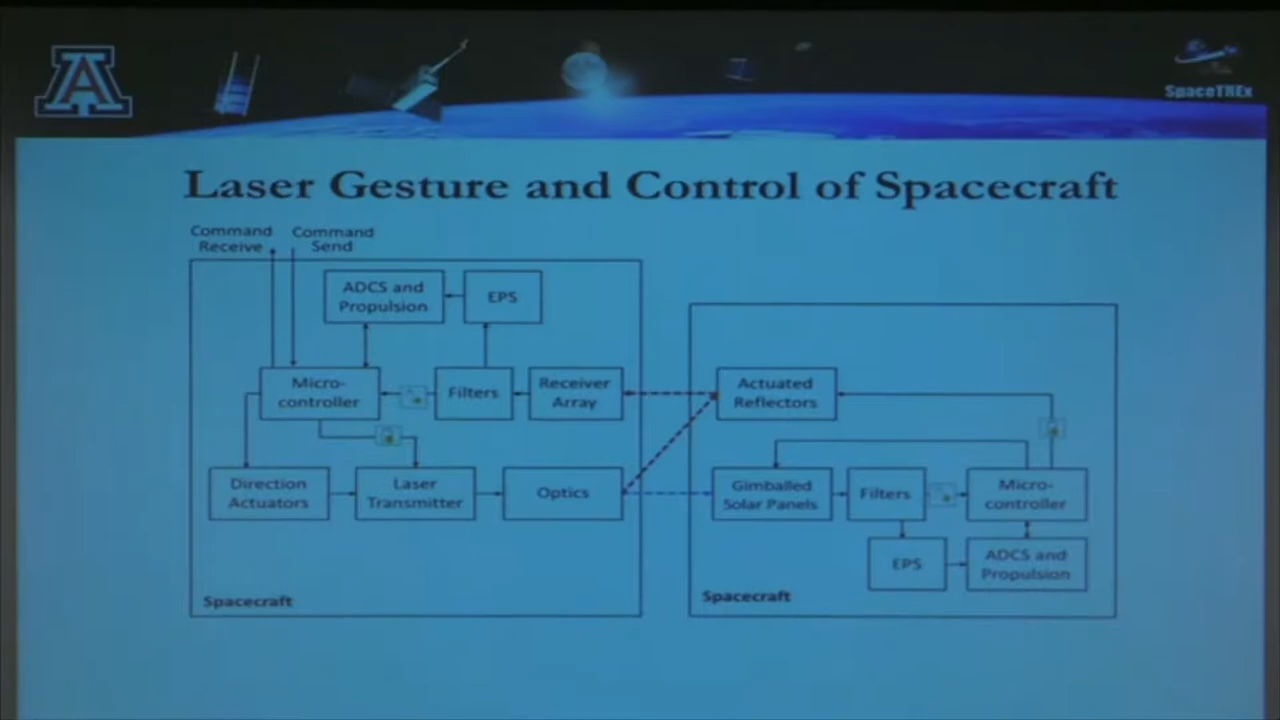 A
SpaceTREx
Laser Gesture and Control of Spacecraft
Command
Receive
Command
Send
ADCS and
Propulsion
EPS
Micro-
controller
Filters
Receiver
Array
Direction
Actuators
Laser
Transmitter
Optics
Spacecraft
Actuated
Reflectors
Gimballed
Solar Panels
Filters
Micro-
controller
EPS
ADCS and
Propulsion
Spacecraft